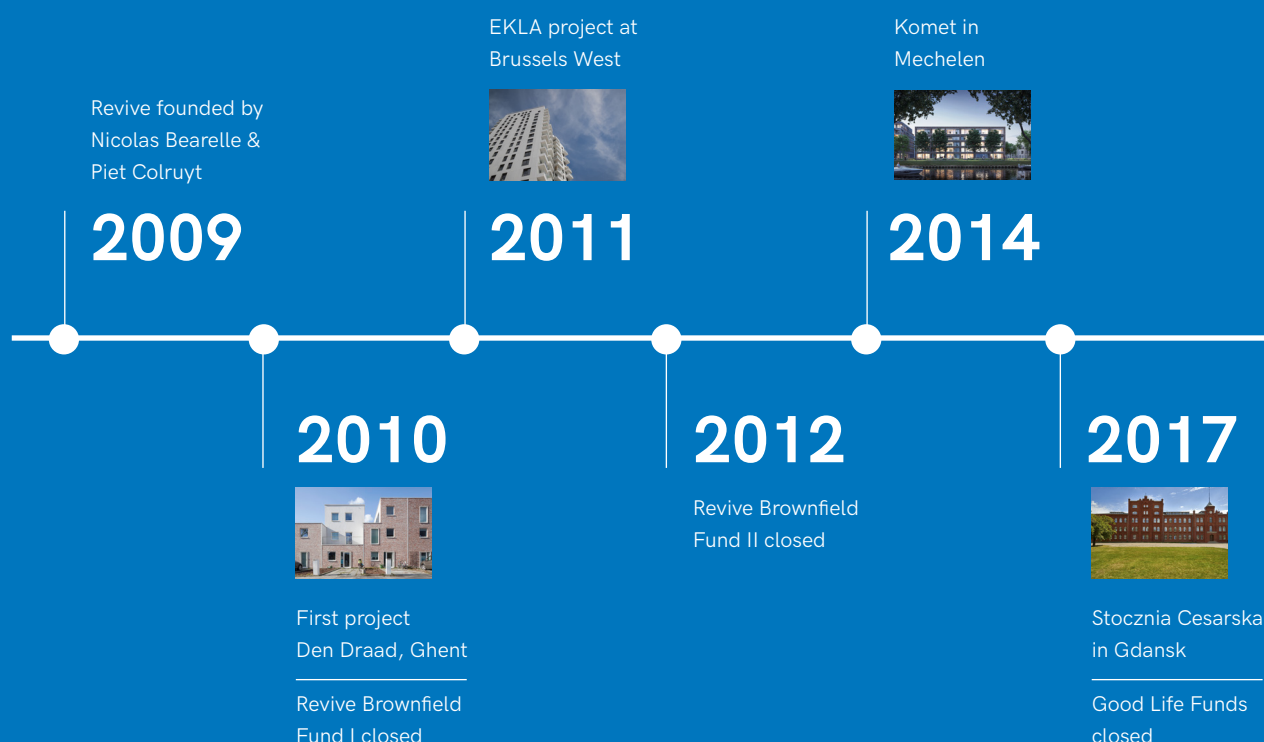 Revive founded by
Nicolas Bearelle &
Piet Colruyt
2009
2010
First project
Den Draad, Ghent
Revive Brownfield
Fund I closed
EKLA project at
Brussels West
2011
2012
Revive Brownfield
Fund II closed
Komet in
Mechelen
2014
2017
Stocznia Cesarska
in Gdansk
Good Life Funds
closed